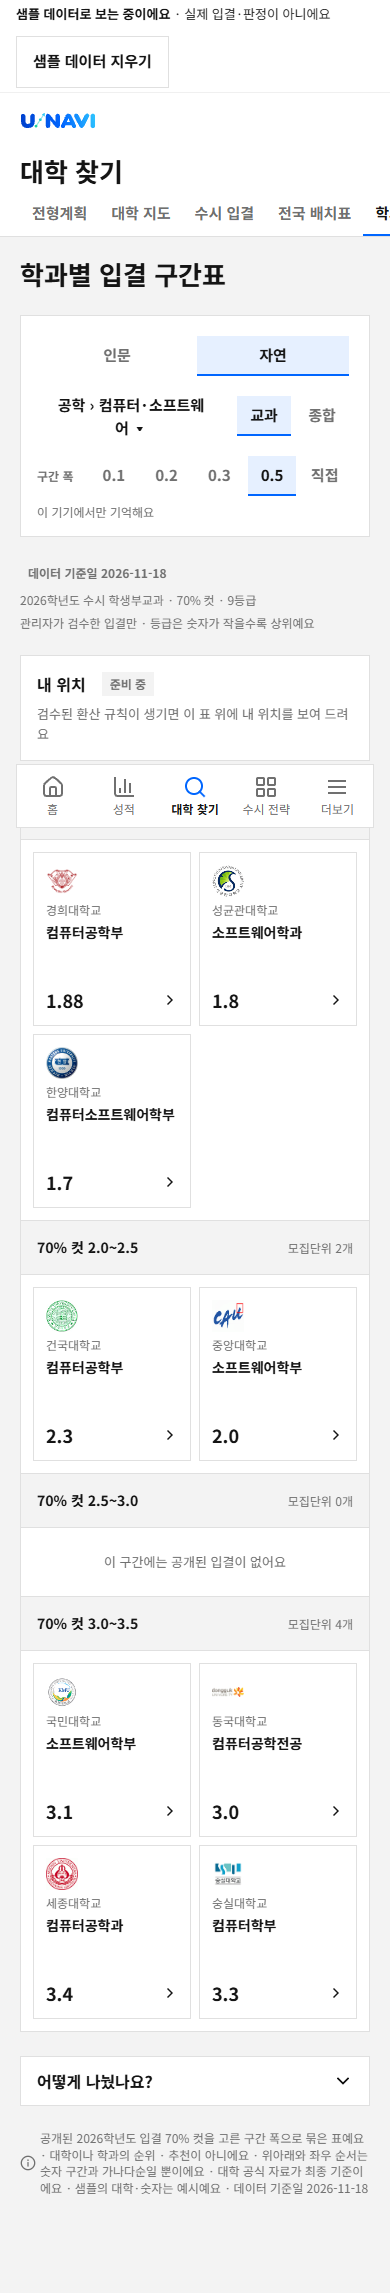 샘플 데이터로 보는 중이에요 · 실제 입결·판정이 아니에요
샘플 데이터 지우기
UNAVI
대학 찾기
전형계획 대학 지도 수시 입결 전국 배치표 학
학과별 입결 구간표
인문 자연
공학 › 컴퓨터·소프트웨
어 ▾
교과 종합
구간 폭 0.1 0.2 0.3 0.5 직접
이 기기에서만 기억해요
데이터 기준일 2026-11-18
2026학년도 수시 학생부교과 · 70% 컷 · 9등급
관리자가 검수한 입결만 · 등급은 숫자가 작을수록 상위예요
내 위치 준비 중
검수된 환산 규칙이 생기면 이 표 위에 내 위치를 보여 드려
요
홈 성적 대학 찾기 수시 전략 더보기
경희대학교
컴퓨터공학부
1.88
성균관대학교
소프트웨어학과
1.8
한양대학교
컴퓨터소프트웨어학부
1.7
70% 컷 2.0~2.5 모집단위 2개
건국대학교
컴퓨터공학부
2.3
CAU
중앙대학교
소프트웨어학부
2.0
70% 컷 2.5~3.0 모집단위 0개
이 구간에는 공개된 입결이 없어요
70% 컷 3.0~3.5 모집단위 4개
국민대학교
소프트웨어학부
3.1
동국대학교
컴퓨터공학전공
3.0
세종대학교
컴퓨터공학과
3.4
숭실대학교
숭실대학교
컴퓨터학부
3.3
어떻게 나눴나요?
공개된 2026학년도 입결 70% 컷을 고른 구간 폭으로 묶은 표예요
· 대학이나 학과의 순위 · 추천이 아니에요 · 위아래와 좌우 순서는
숫자 구간과 가나다순일 뿐이에요 · 대학 공식 자료가 최종 기준이
에요 · 샘플의 대학·숫자는 예시예요 · 데이터 기준일 2026-11-18